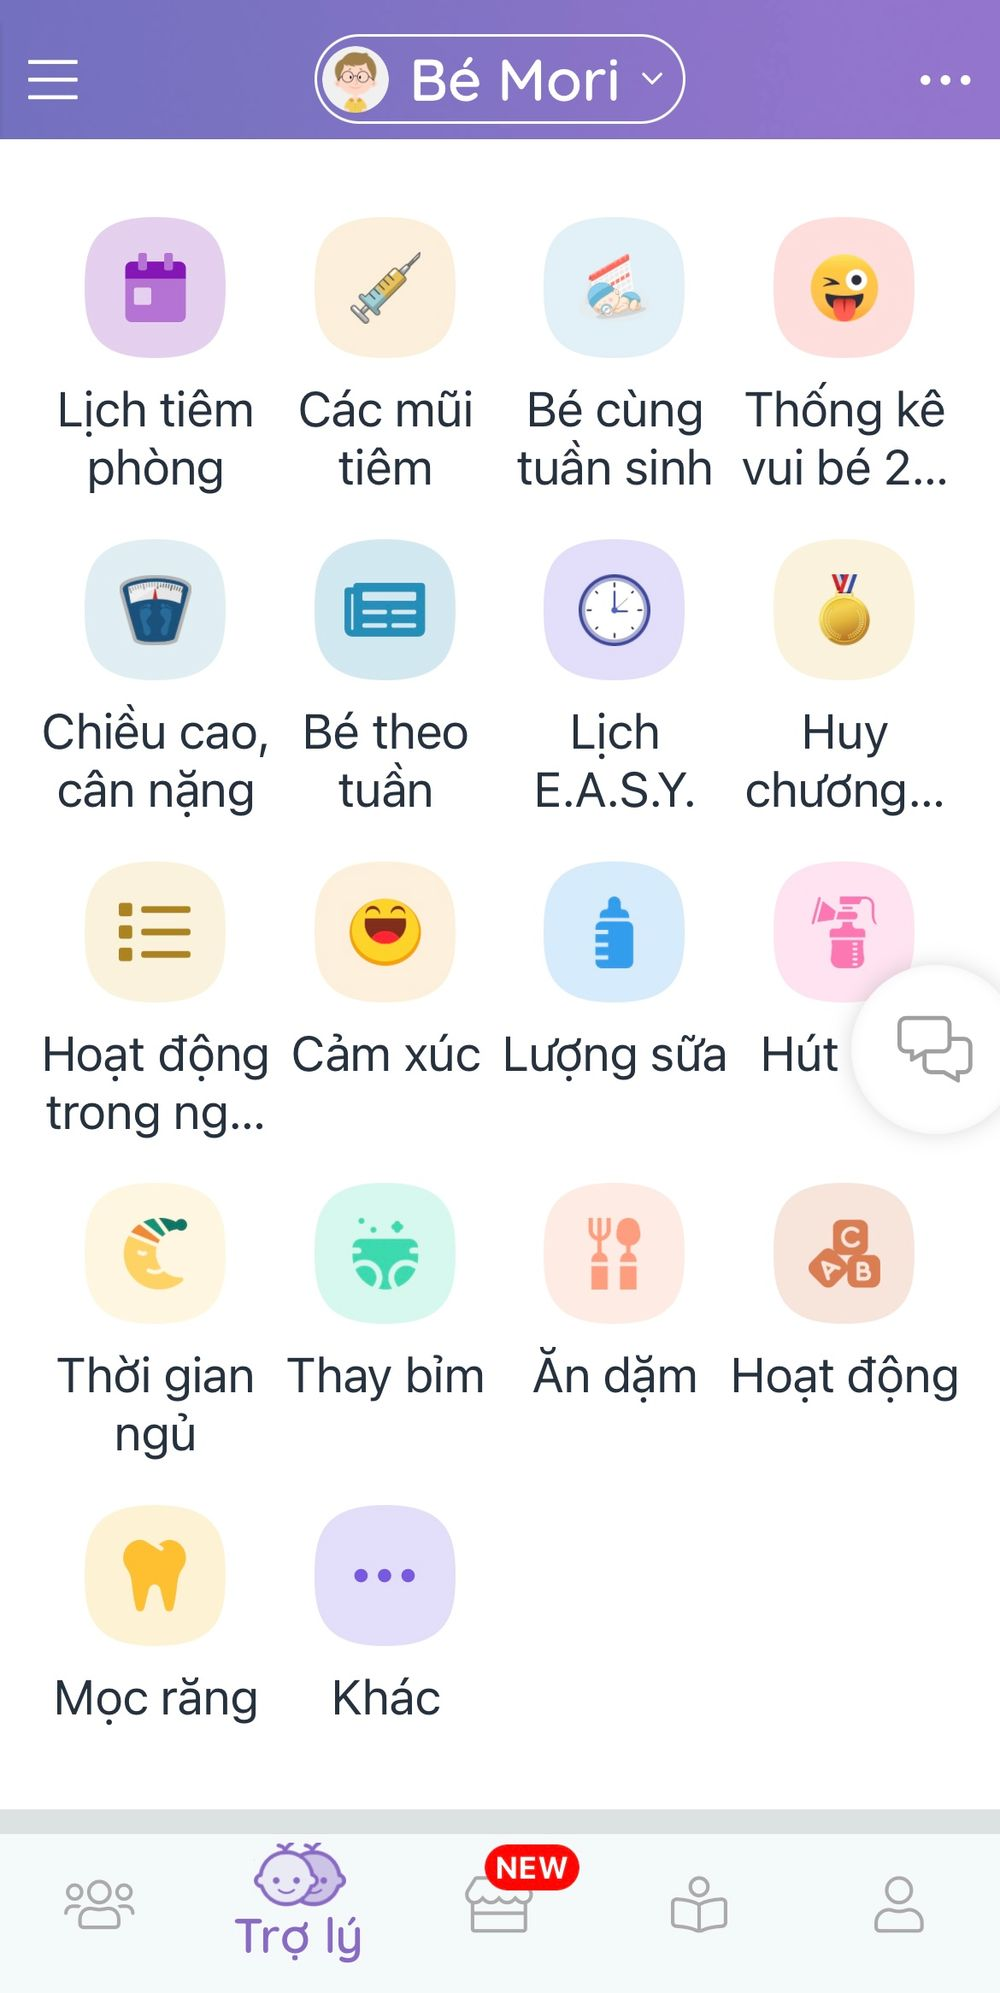 Bé Mori
Lịch tiêm phòng
Các mũi tiêm
Bé cùng tuần sinh
Thống kê vui bé 2...
Chiều cao, cân nặng
Bé theo tuần
Lịch E.A.S.Y.
Huy chương...
Hoạt động trong ng...
Cảm xúc
Lượng sữa
Hút
Thời gian ngủ
Thay bỉm
Ăn dặm
Hoạt động
C
A B
Mọc răng
Khác
NEW
Trợ lý